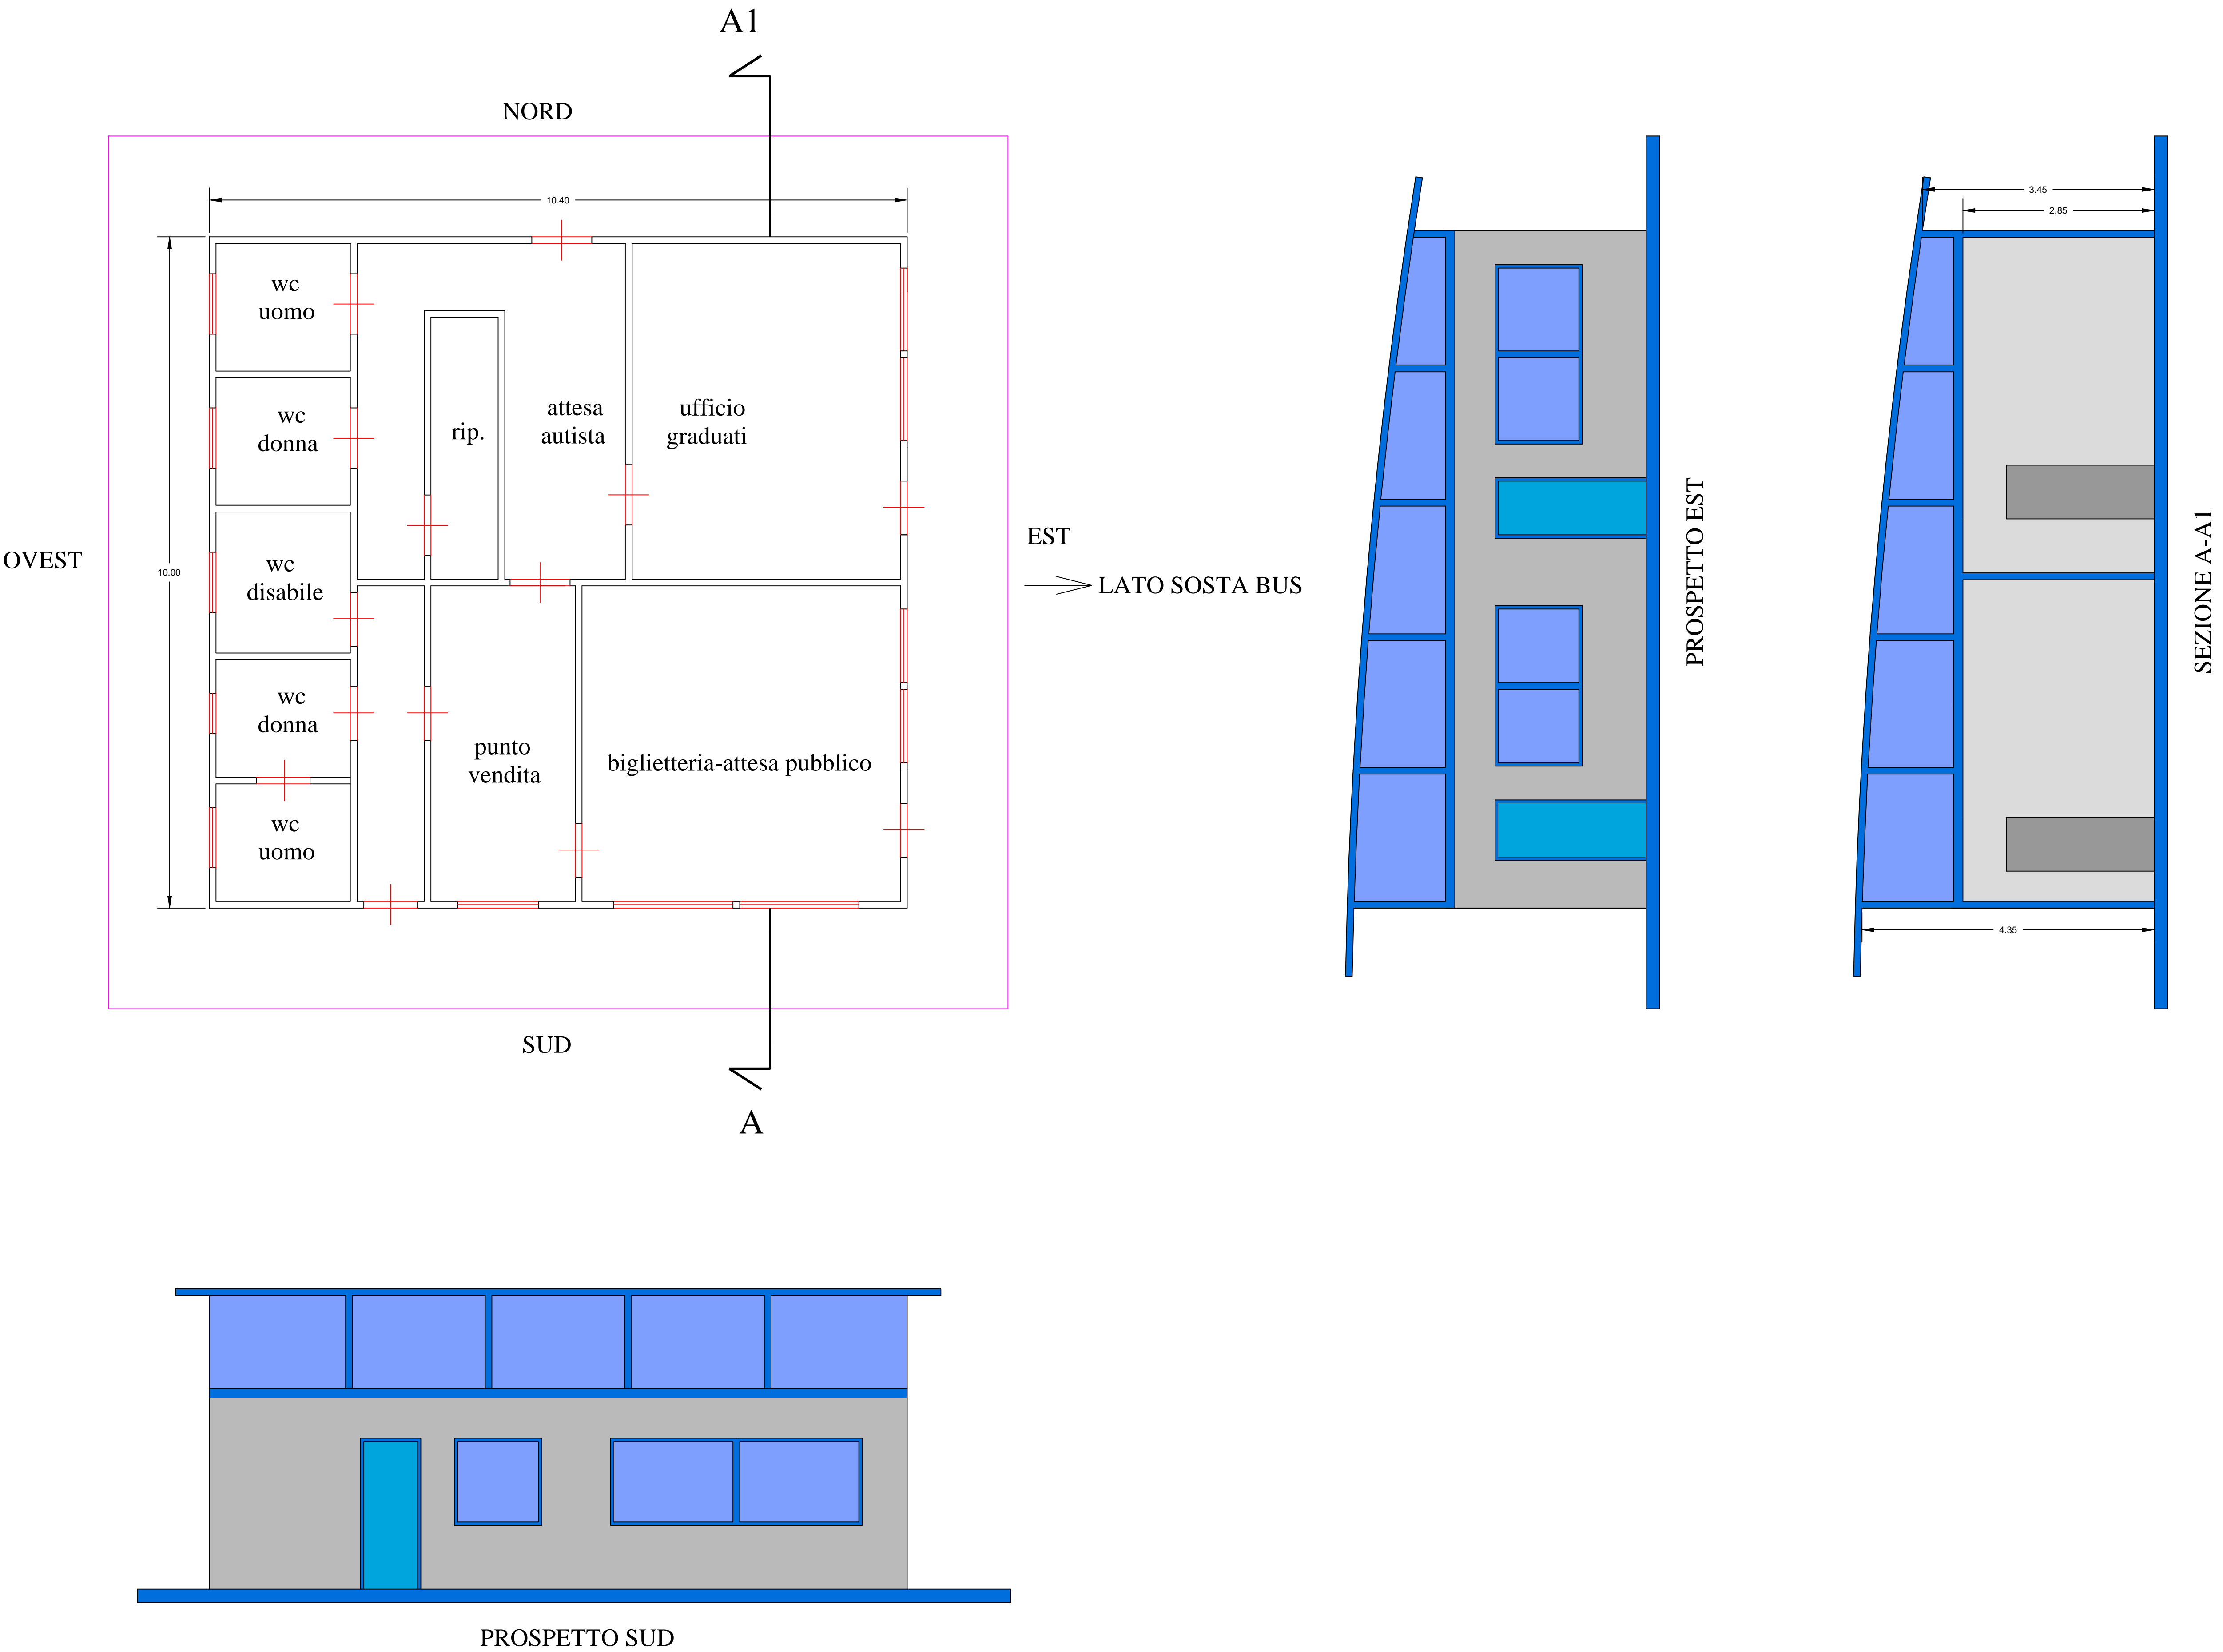 A1
NORD
10.40
3.45
2.85
wc
uomo
wc
donna
rip.
attesa
autista
ufficio
graduati
wc
disabile
10.00
OVEST
EST
LATO SOSTA BUS
PROSPETTO EST
SEZIONE A-A1
wc
donna
punto
vendita
biglietteria-attesa pubblico
wc
uomo
4.35
SUD
A
PROSPETTO SUD